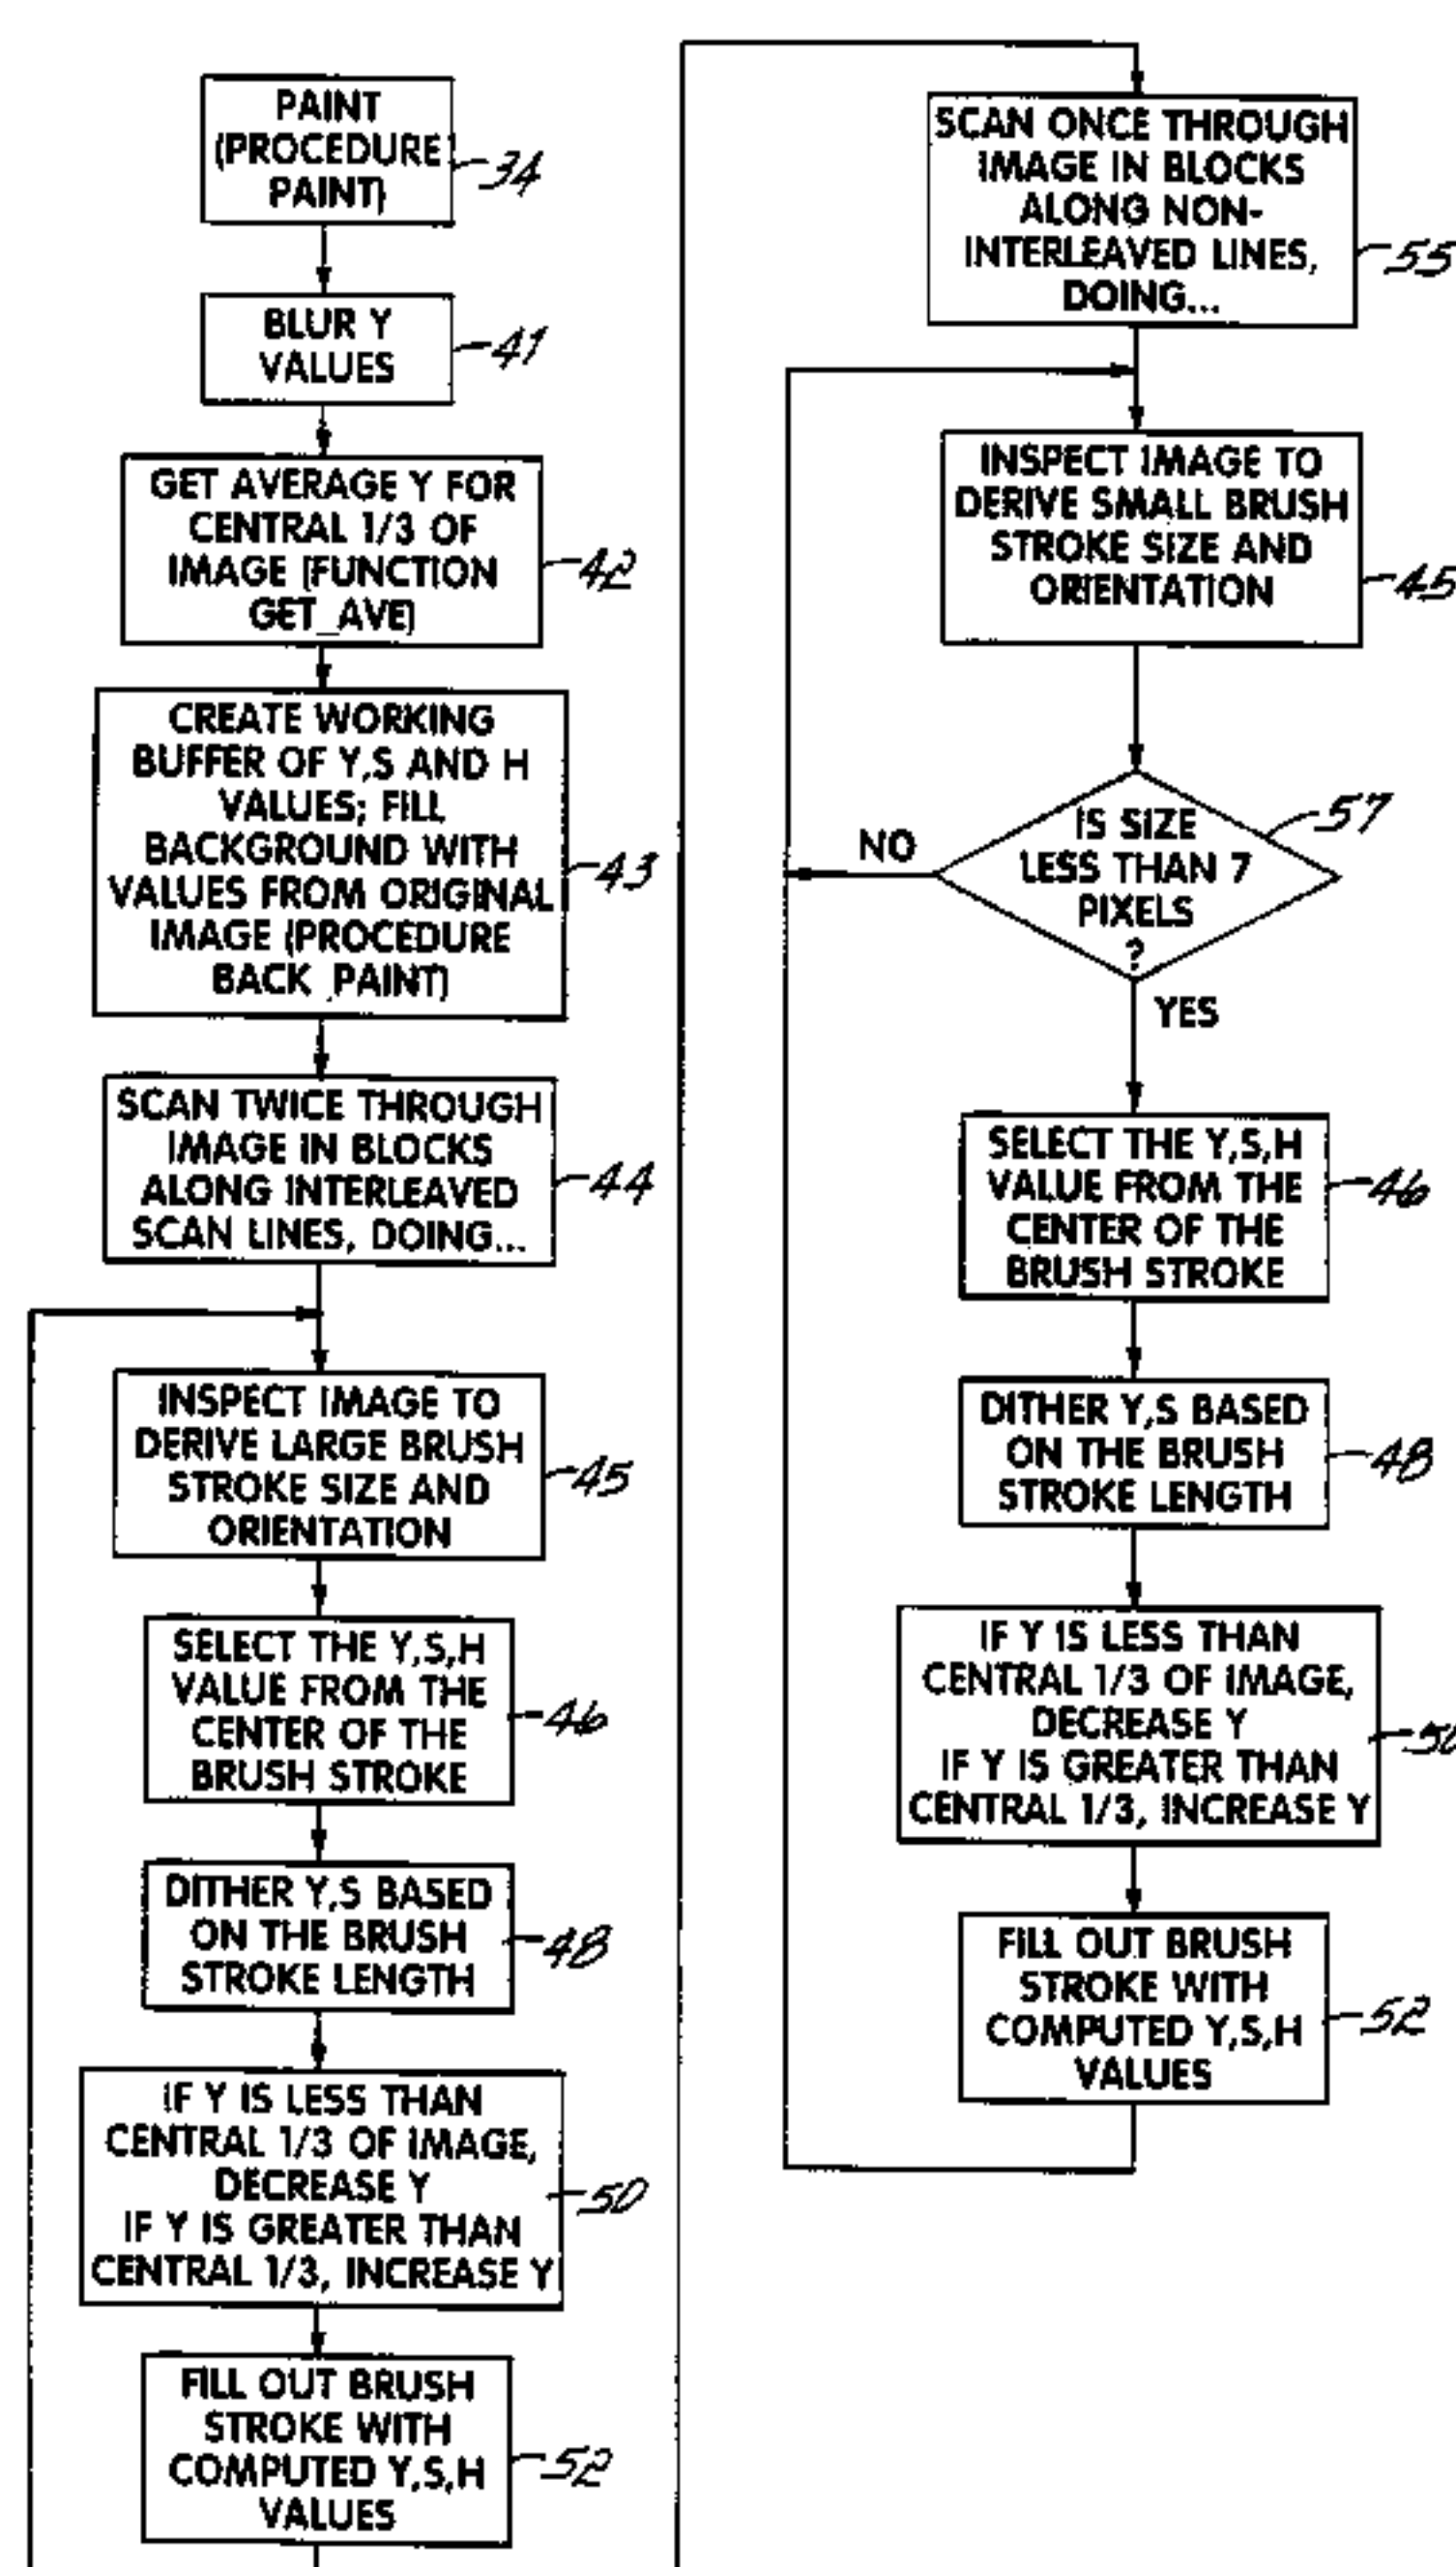 PAINT
(PROCEDURE
PAINT)
34
BLUR Y
VALUES
41
GET AVERAGE Y FOR
CENTRAL 1/3 OF
IMAGE (FUNCTION
GET_AVE)
42
CREATE WORKING
BUFFER OF Y,S AND H
VALUES; FILL
BACKGROUND WITH
VALUES FROM ORIGINAL
IMAGE (PROCEDURE
BACK_PAINT)
43
SCAN TWICE THROUGH
IMAGE IN BLOCKS
ALONG INTERLEAVED
SCAN LINES, DOING...
44
INSPECT IMAGE TO
DERIVE LARGE BRUSH
STROKE SIZE AND
ORIENTATION
45
SELECT THE Y,S,H
VALUE FROM THE
CENTER OF THE
BRUSH STROKE
46
DITHER Y,S BASED
ON THE BRUSH
STROKE LENGTH
48
IF Y IS LESS THAN
CENTRAL 1/3 OF IMAGE,
DECREASE Y
IF Y IS GREATER THAN
CENTRAL 1/3, INCREASE Y
50
FILL OUT BRUSH
STROKE WITH
COMPUTED Y,S,H
VALUES
52
SCAN ONCE THROUGH
IMAGE IN BLOCKS
ALONG NON-
INTERLEAVED LINES,
DOING...
55
INSPECT IMAGE TO
DERIVE SMALL BRUSH
STROKE SIZE AND
ORIENTATION
45
IS SIZE
LESS THAN 7
PIXELS
?
57
NO
YES
SELECT THE Y,S,H
VALUE FROM THE
CENTER OF THE
BRUSH STROKE
46
DITHER Y,S BASED
ON THE BRUSH
STROKE LENGTH
48
IF Y IS LESS THAN
CENTRAL 1/3 OF IMAGE,
DECREASE Y
IF Y IS GREATER THAN
CENTRAL 1/3, INCREASE Y
50
FILL OUT BRUSH
STROKE WITH
COMPUTED Y,S,H
VALUES
52